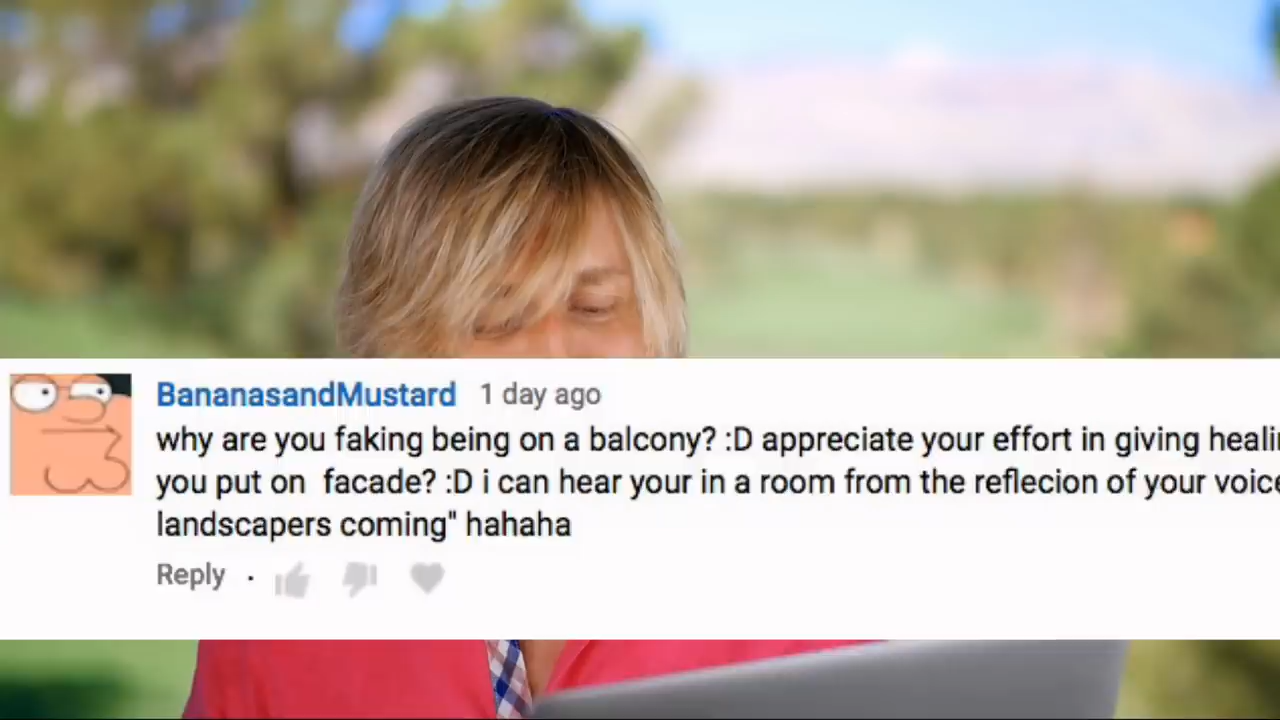 BananasandMustard 1 day ago
why are you faking being on a balcony? :D appreciate your effort in giving
you put on facade? :D i can hear your in a room from the reflecion of your voice
landscapers coming" hahaha
Reply ·